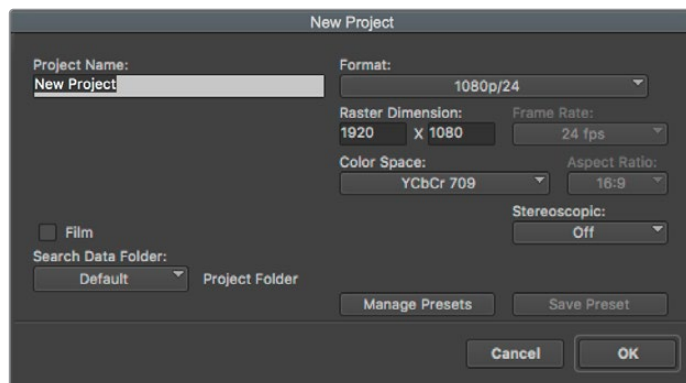 New Project
Project Name:
New Project
Format:
1080p/24
Raster Dimension:
1920 X 1080
Frame Rate:
24 fps
Color Space:
YCbCr 709
Aspect Ratio:
16:9
Stereoscopic:
Off
Film
Search Data Folder:
Default
Project Folder
Manage Presets
Save Preset
Cancel
OK